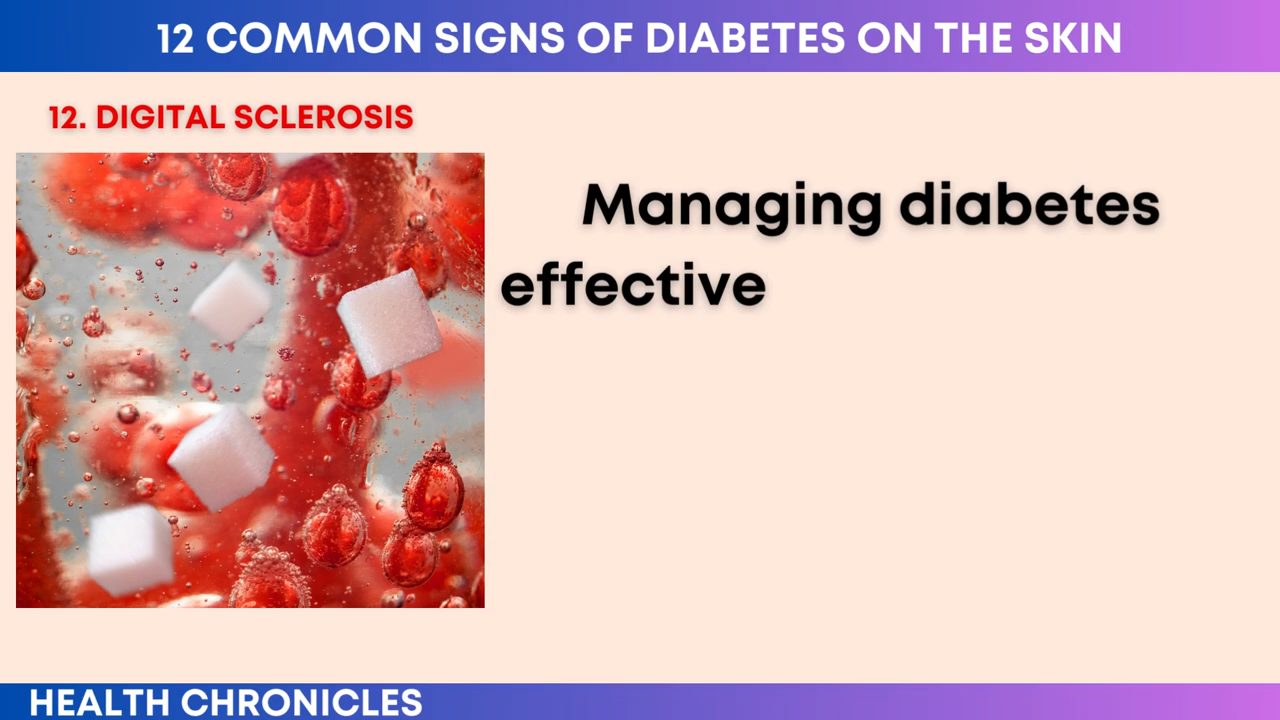 12 COMMON SIGNS OF DIABETES ON THE SKIN
12. DIGITAL SCLEROSIS
Managing diabetes
effective
HEALTH CHRONICLES